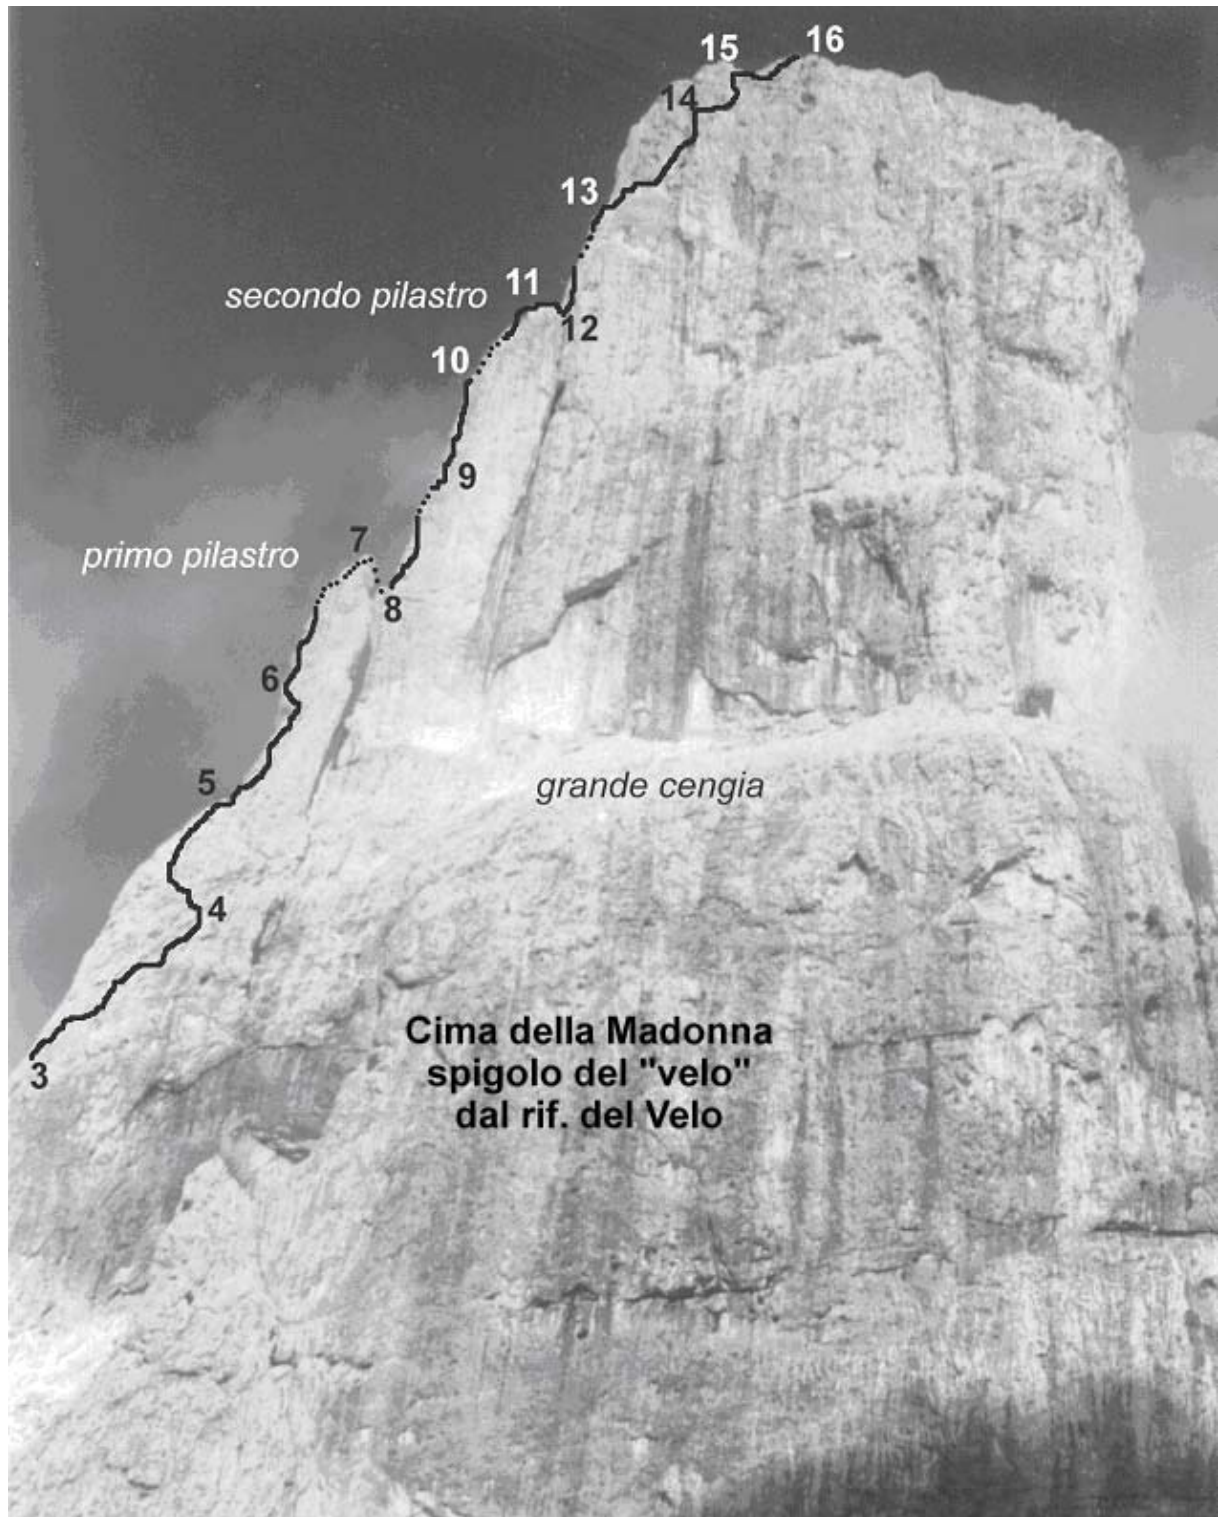 16
15
14
13
11
secondo pilastro
12
10
9
7
primo pilastro
8
6
5
grande cengia
4
Cima della Madonna
spigolo del "velo"
dal rif. del Velo
3